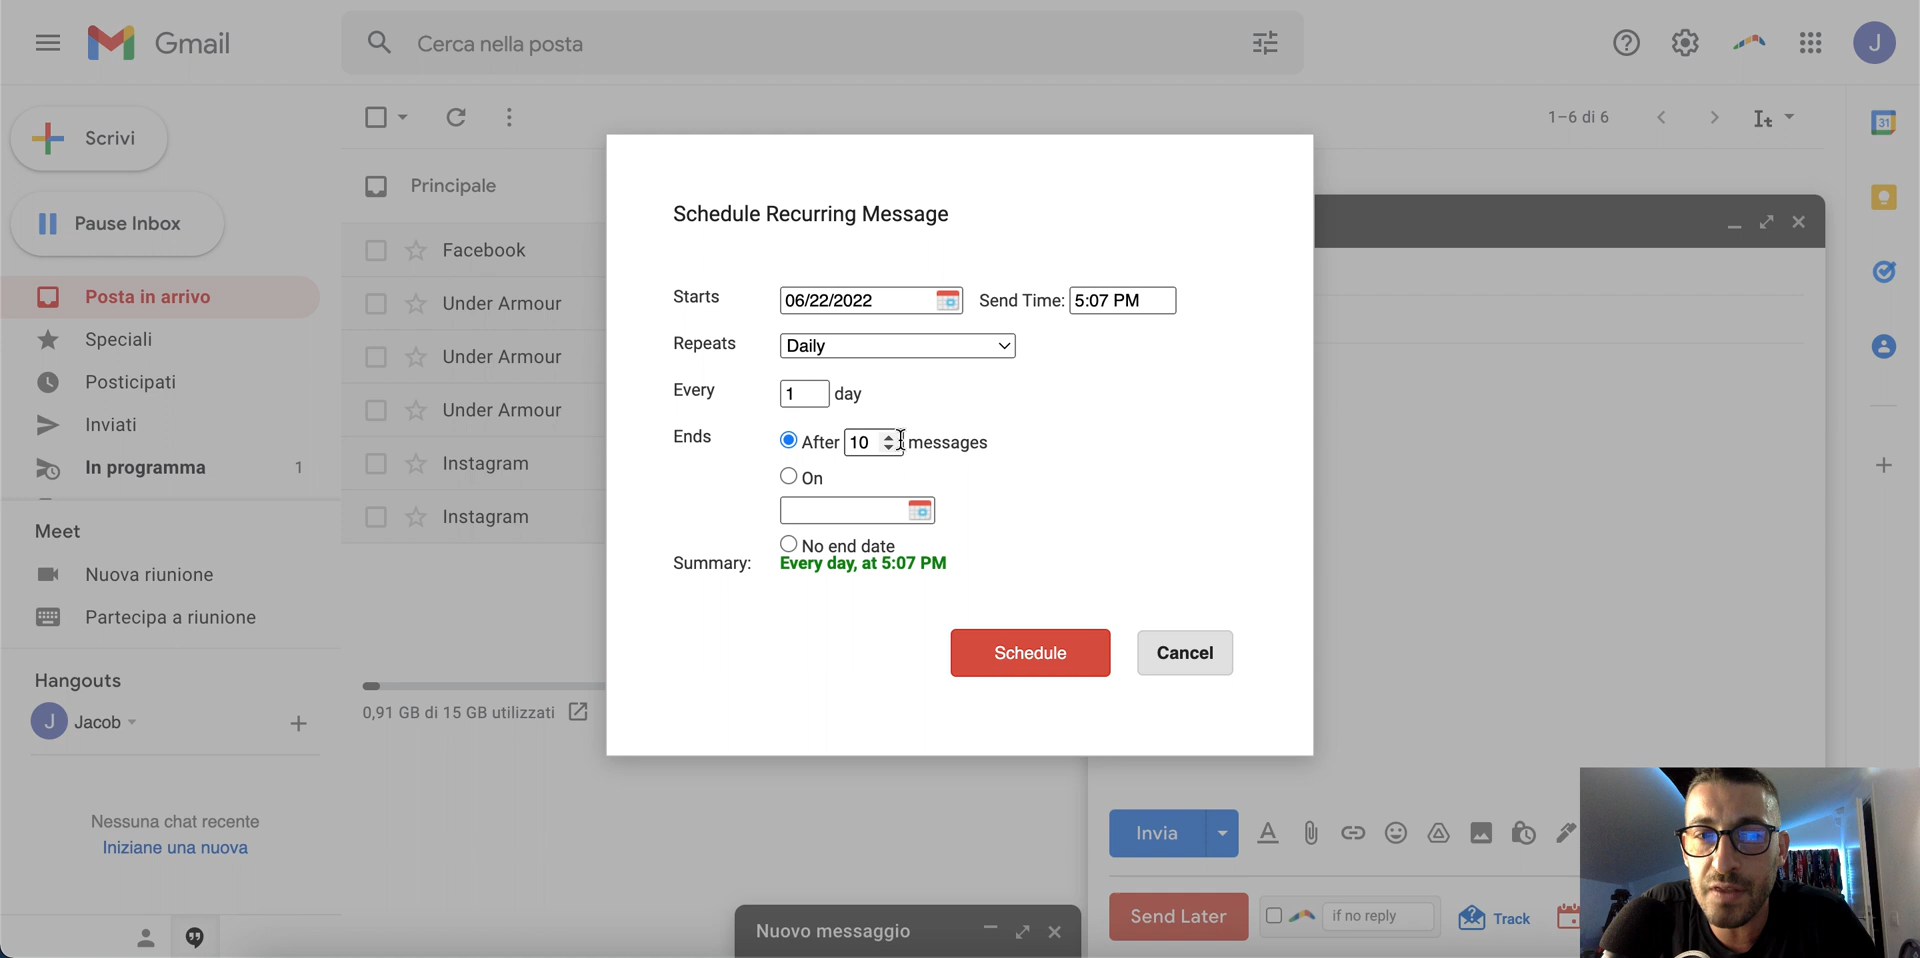 Gmail
Cerca nella posta
J
31
Scrivi
1–6 di 6
Principale
Pause Inbox
Facebook
Posta in arrivo
Under Armour
Speciali
Under Armour
Posticipati
Under Armour
Inviati
Instagram
In programma 1
Instagram
Meet
Nuova riunione
Partecipa a riunione
Hangouts
J Jacob
0,91 GB di 15 GB utilizzati
Nessuna chat recente
Iniziane una nuova
Schedule Recurring Message
Starts 06/22/2022 Send Time: 5:07 PM
Repeats Daily
Every 1 day
Ends After 10 messages
On
No end date
Summary: Every day, at 5:07 PM
Schedule Cancel
Invia
Send Later if no reply Track
Nuovo messaggio